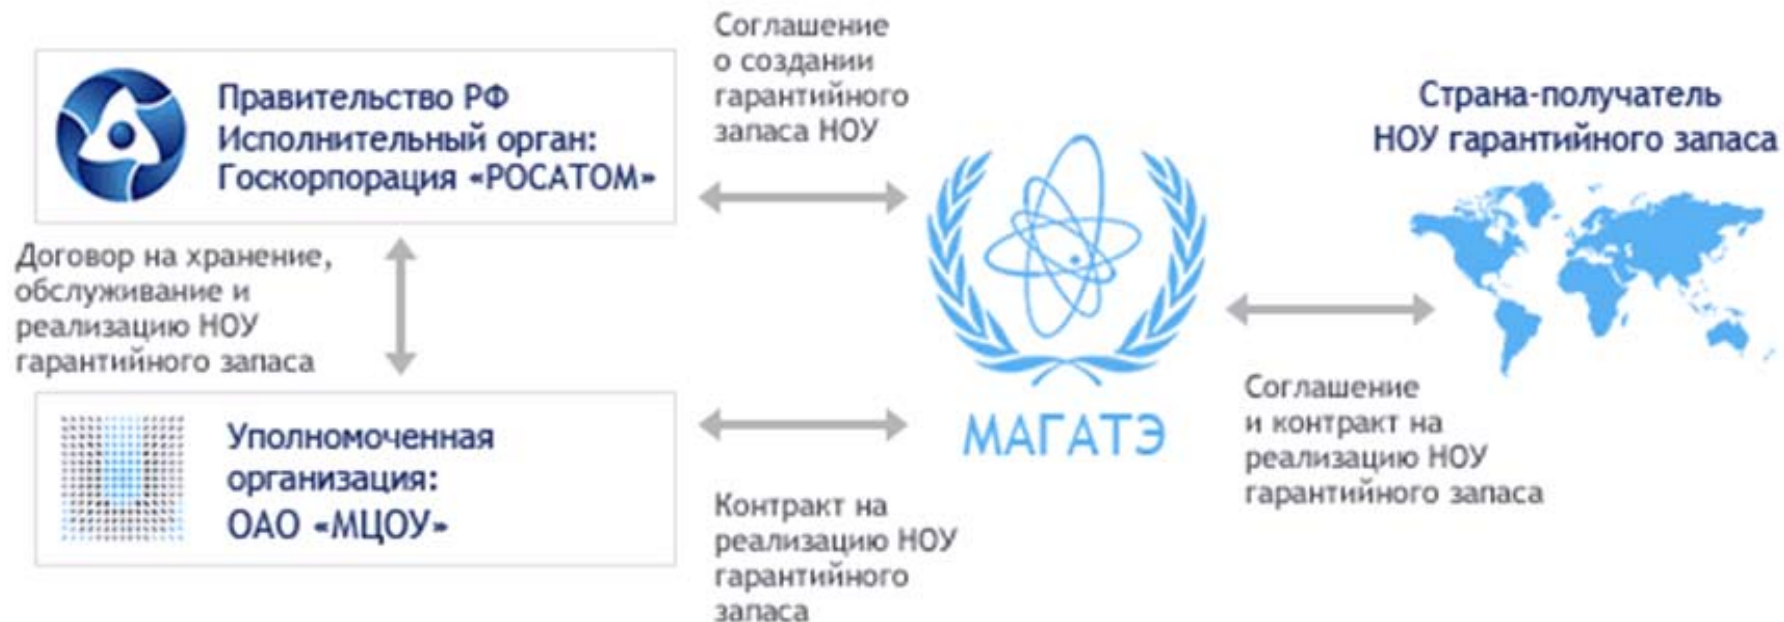 Соглашение
о создании
гарантийного
запаса НОУ
Правительство РФ
Исполнительный орган:
Госкорпорация «РОСАТОМ»
Страна-получатель
НОУ гарантийного запаса
Договор на хранение,
обслуживание и
реализацию НОУ
гарантийного запаса
МАГАТЭ
Соглашение
и контракт на
реализацию НОУ
гарантийного запаса
Уполномоченная
организация:
ОАО «МЦОУ»
Контракт на
реализацию НОУ
гарантийного
запаса